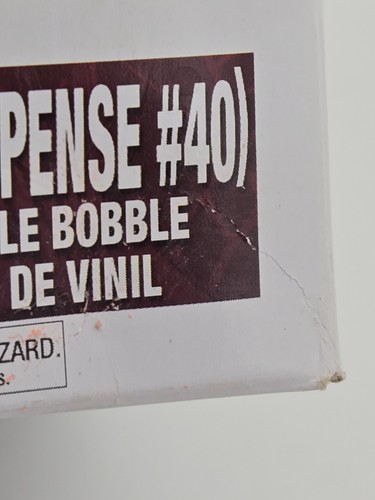 PENSE #40)
LE BOBBLE
DE VINIL
ZARD.
s.